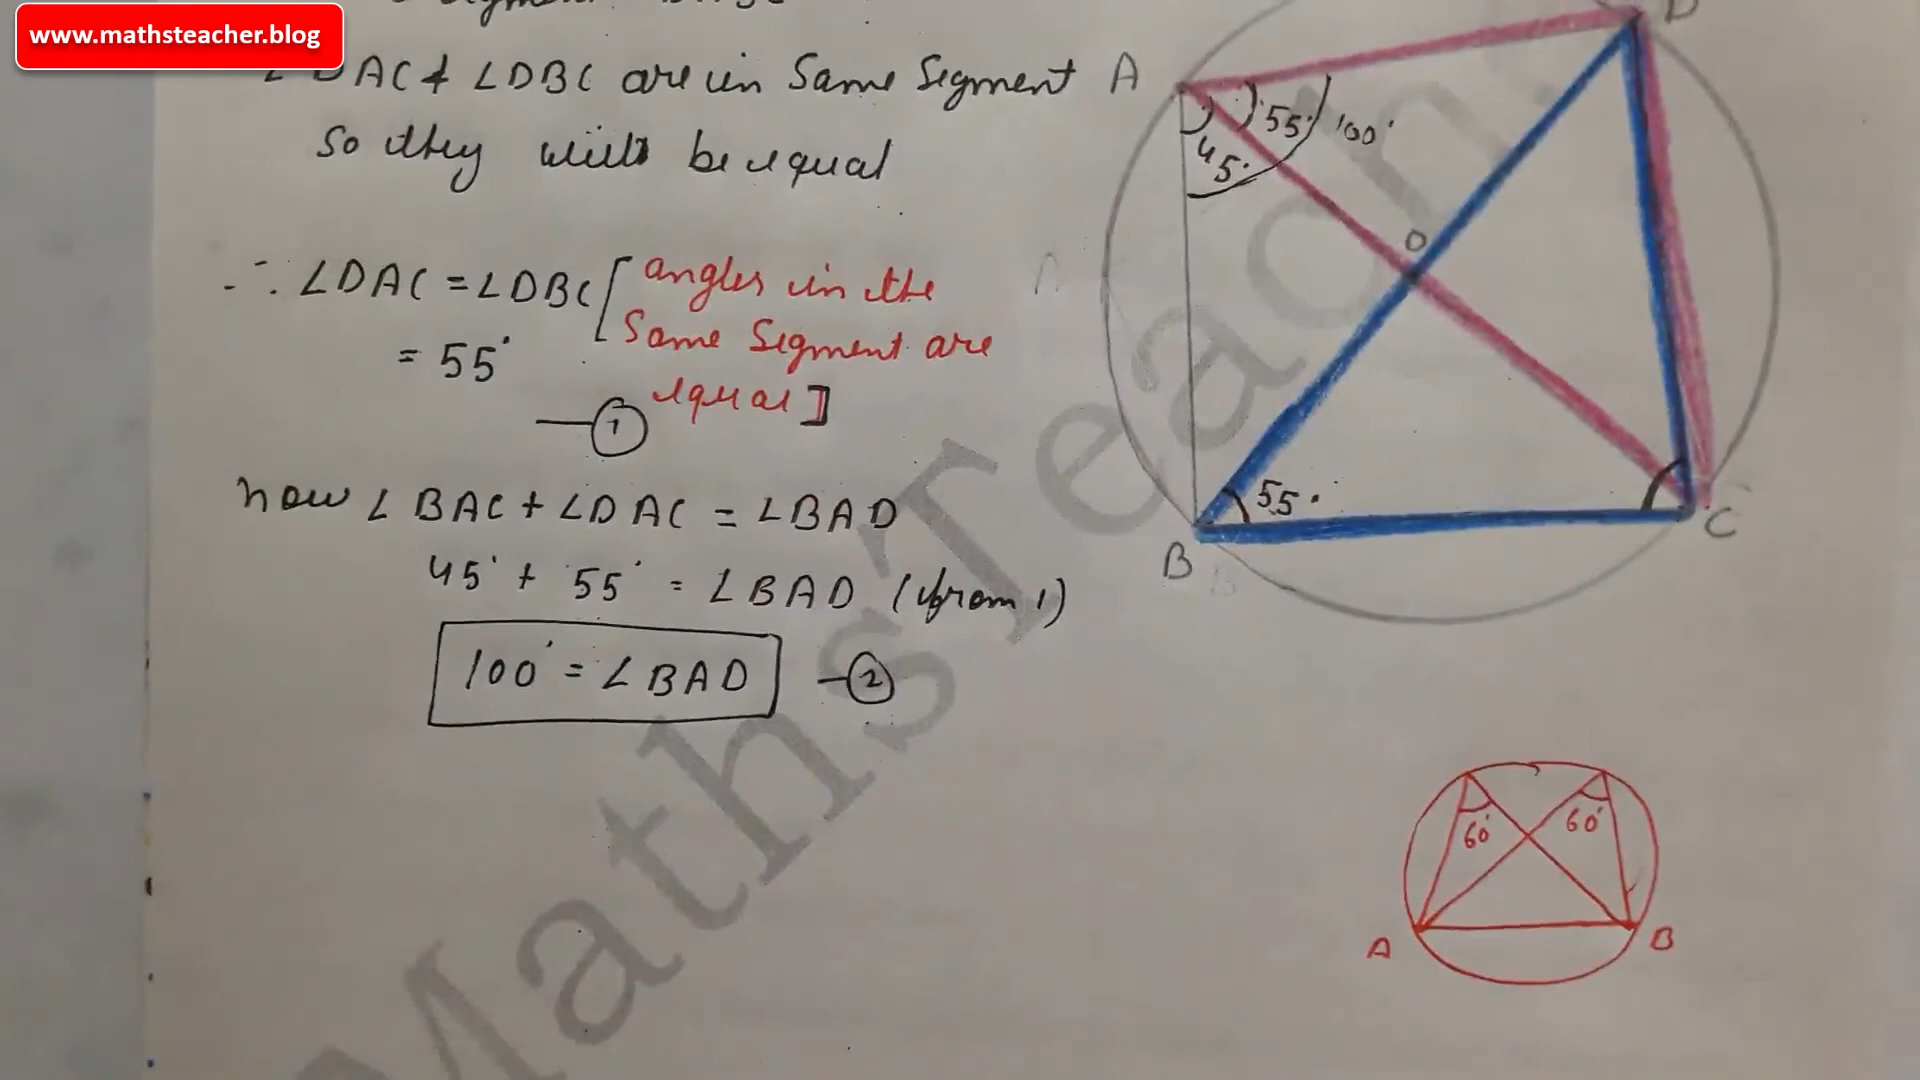 www.mathsteacher.blog
DAC & ∠DBC are in Same Segment
So they will be equal
∴ ∠DAC = ∠DBC [angles in the
Same Segment are
equal]
= 55°
1
now ∠BAC + ∠DAC = ∠BAD
45° + 55° = ∠BAD (from 1)
100° = ∠BAD
2
A
D
55°
100°
45°
O
55°
B
C
60°
60°
A
B
MathsTeach